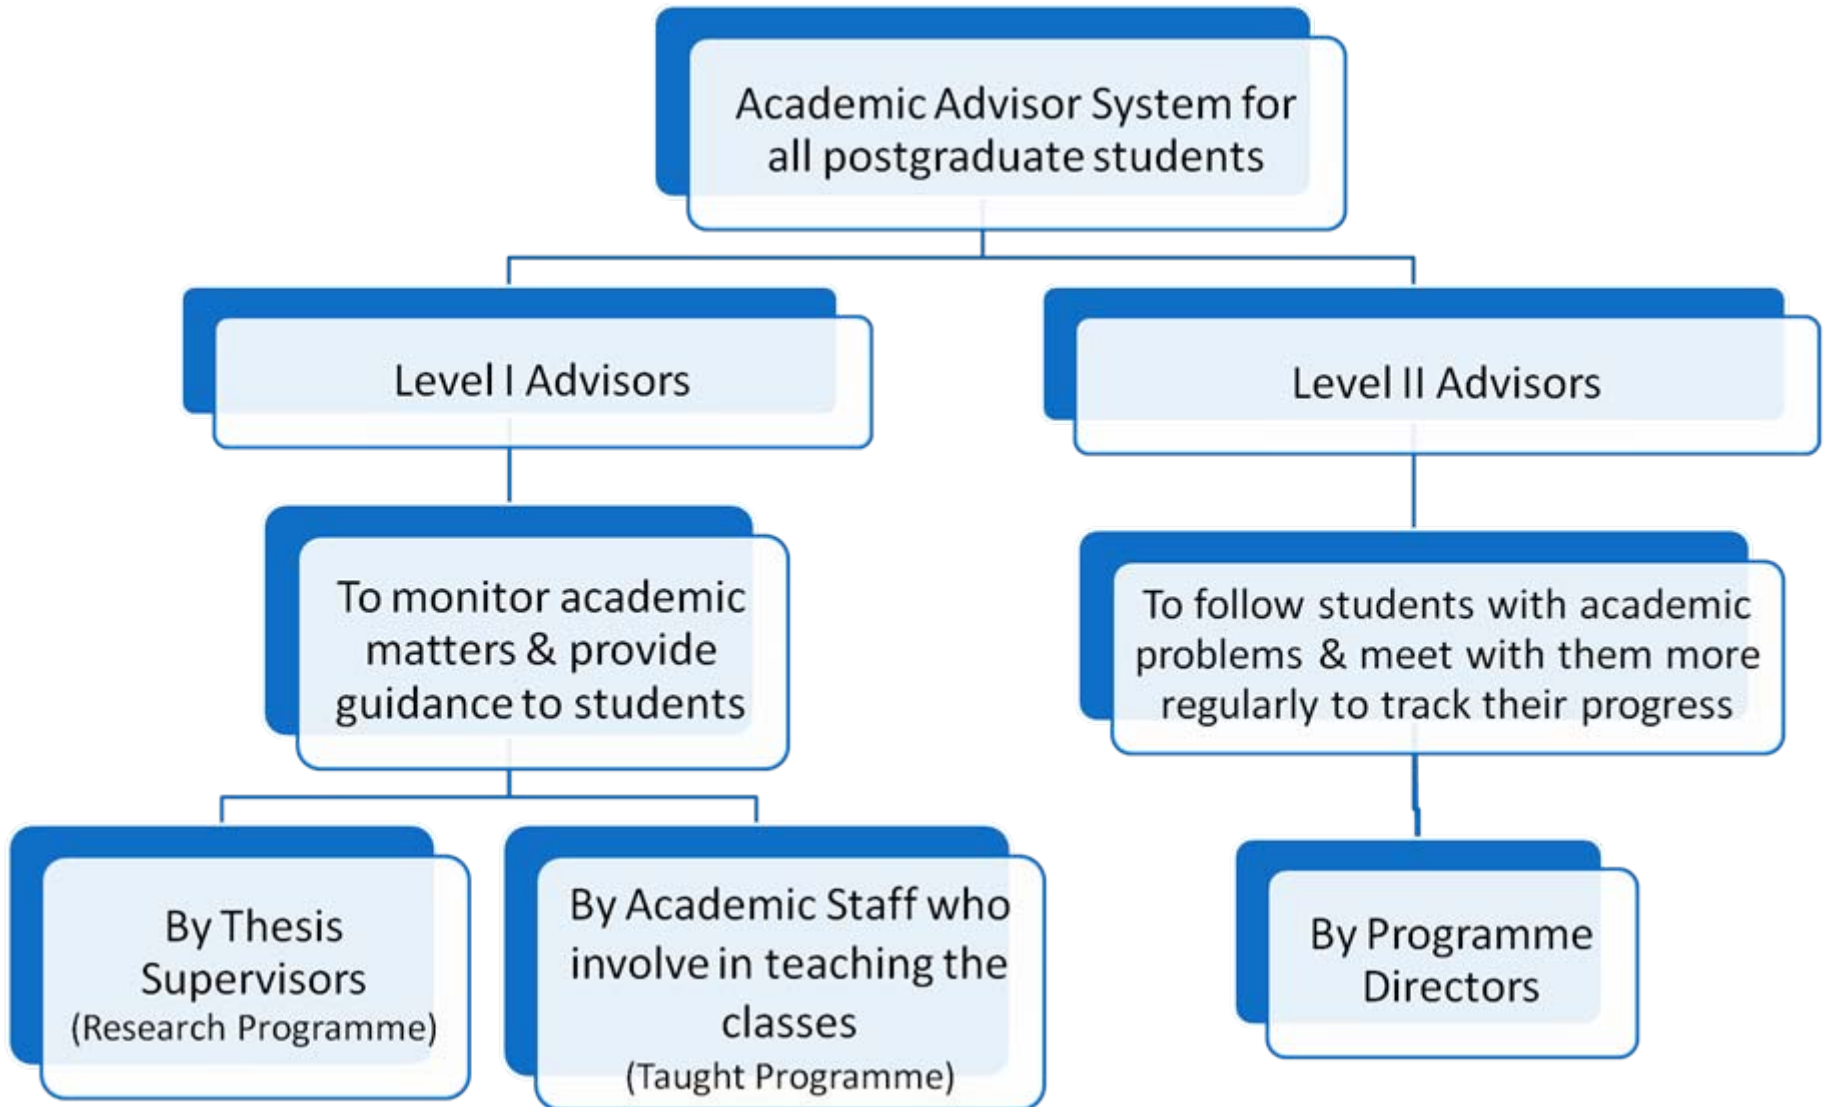 Academic Advisor System for
all postgraduate students
Level I Advisors
Level II Advisors
To monitor academic
matters & provide
guidance to students
To follow students with academic
problems & meet with them more
regularly to track their progress
By Thesis
Supervisors
(Research Programme)
By Academic Staff who
involve in teaching the
classes
(Taught Programme)
By Programme
Directors